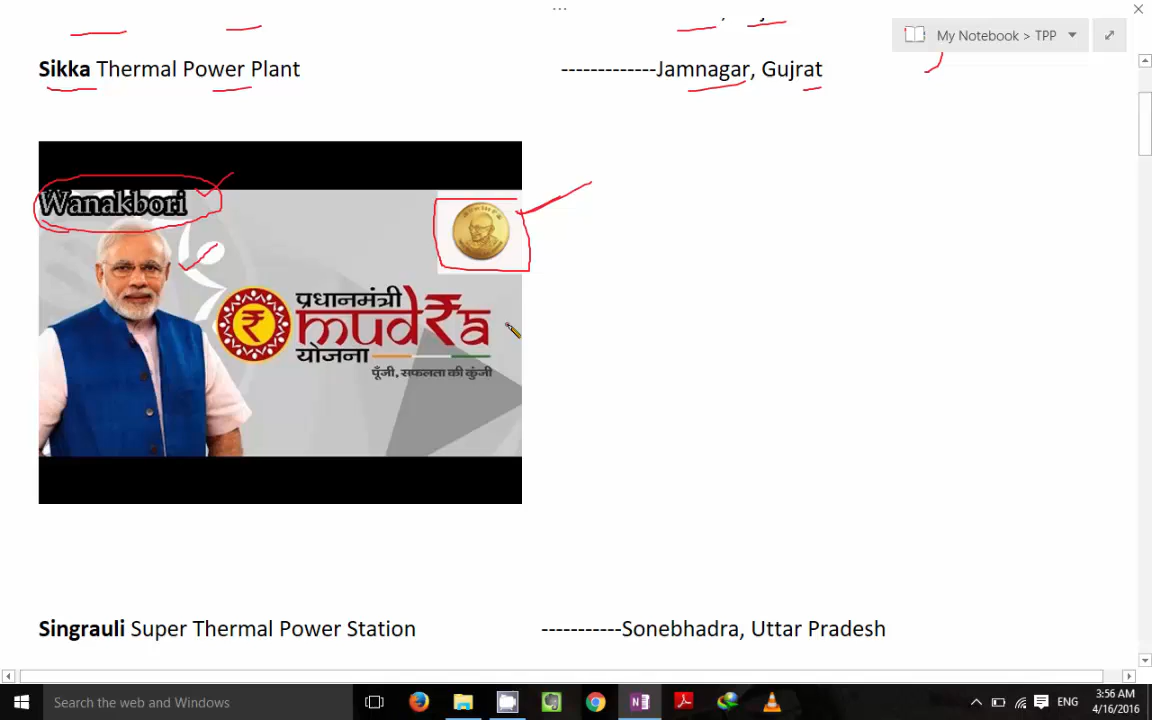 My Notebook > TPP
Sikka Thermal Power Plant -------------Jamnagar, Gujrat
Wanakbori
प्रधानमंत्री
mudRa
योजना
पूँजी, सफलता की कुंजी
Singrauli Super Thermal Power Station -----------Sonebhadra, Uttar Pradesh
Search the web and Windows
ENG
3:56 AM
4/16/2016